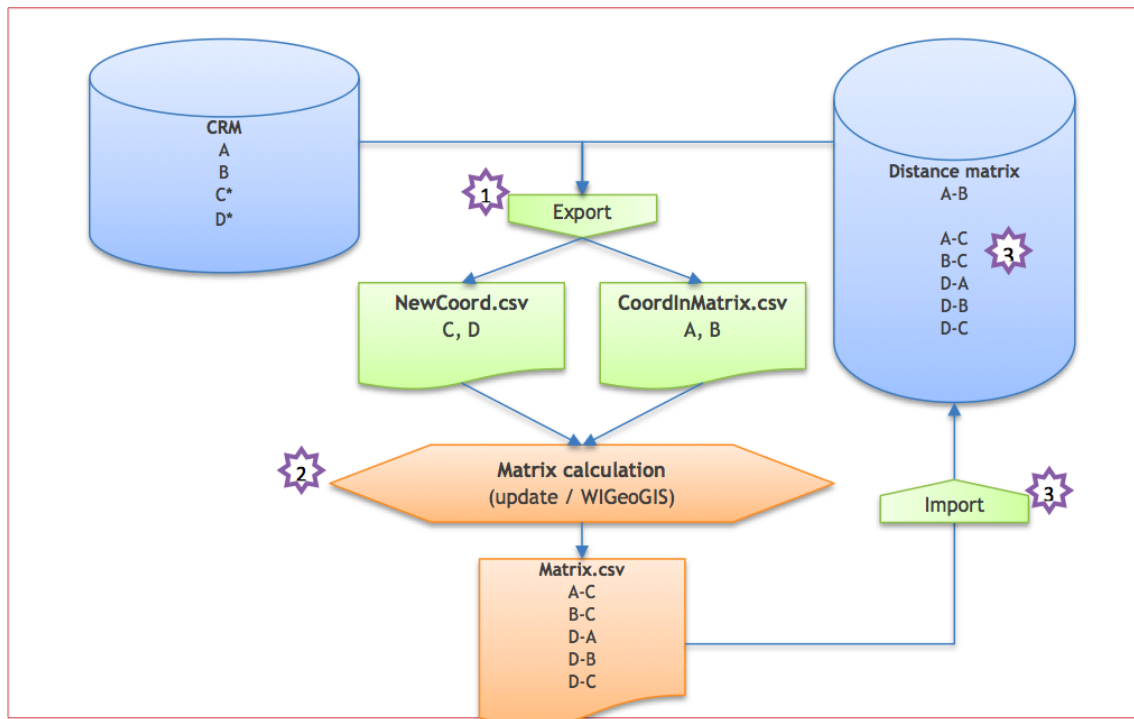 CRM
A
B
C*
D*
Distance matrix
A-B
A-C
B-C
D-A
D-B
D-C
3
1
Export
NewCoord.csv
C, D
CoordInMatrix.csv
A, B
2
Matrix calculation
(update / WIGeoGIS)
Import
3
Matrix.csv
A-C
B-C
D-A
D-B
D-C